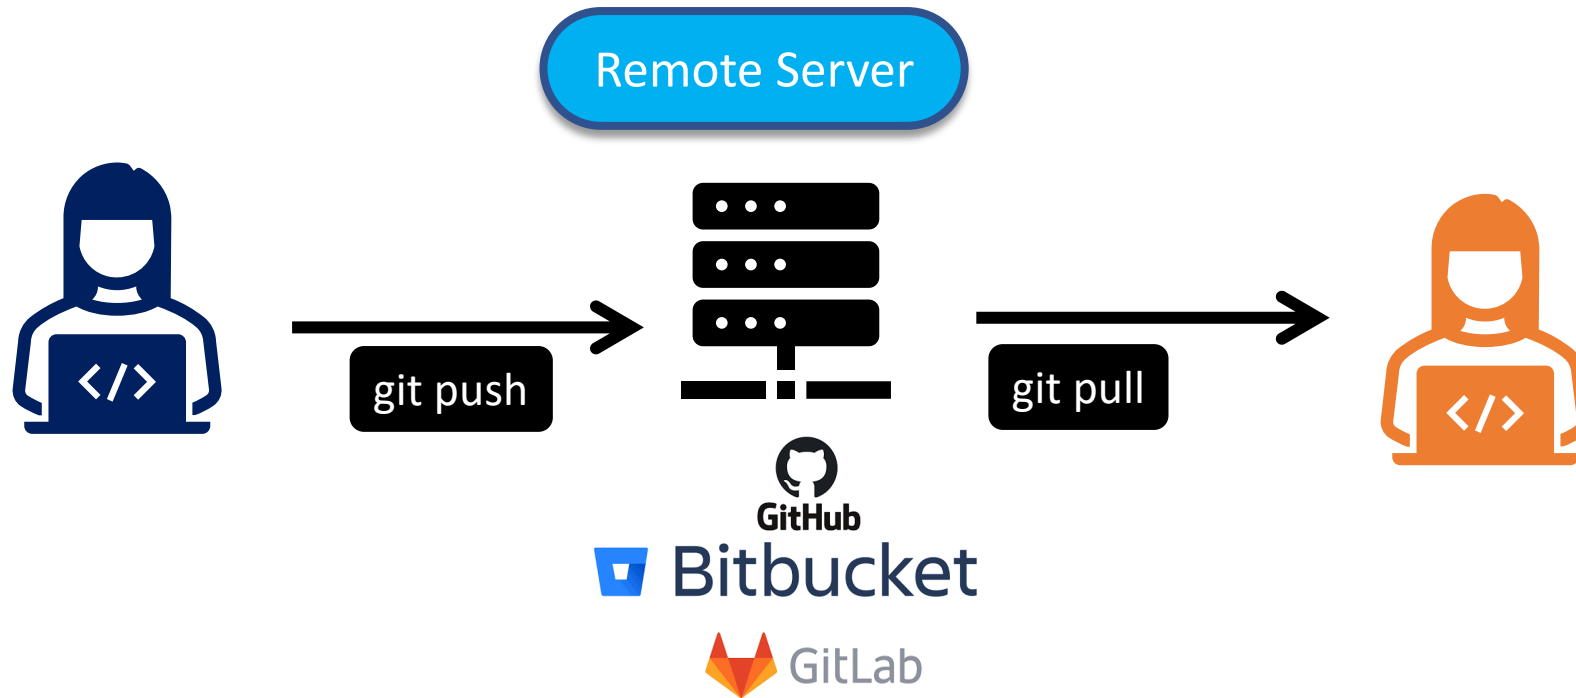 Remote Server
</>
git push
git pull
</>
GitHub
Bitbucket
GitLab